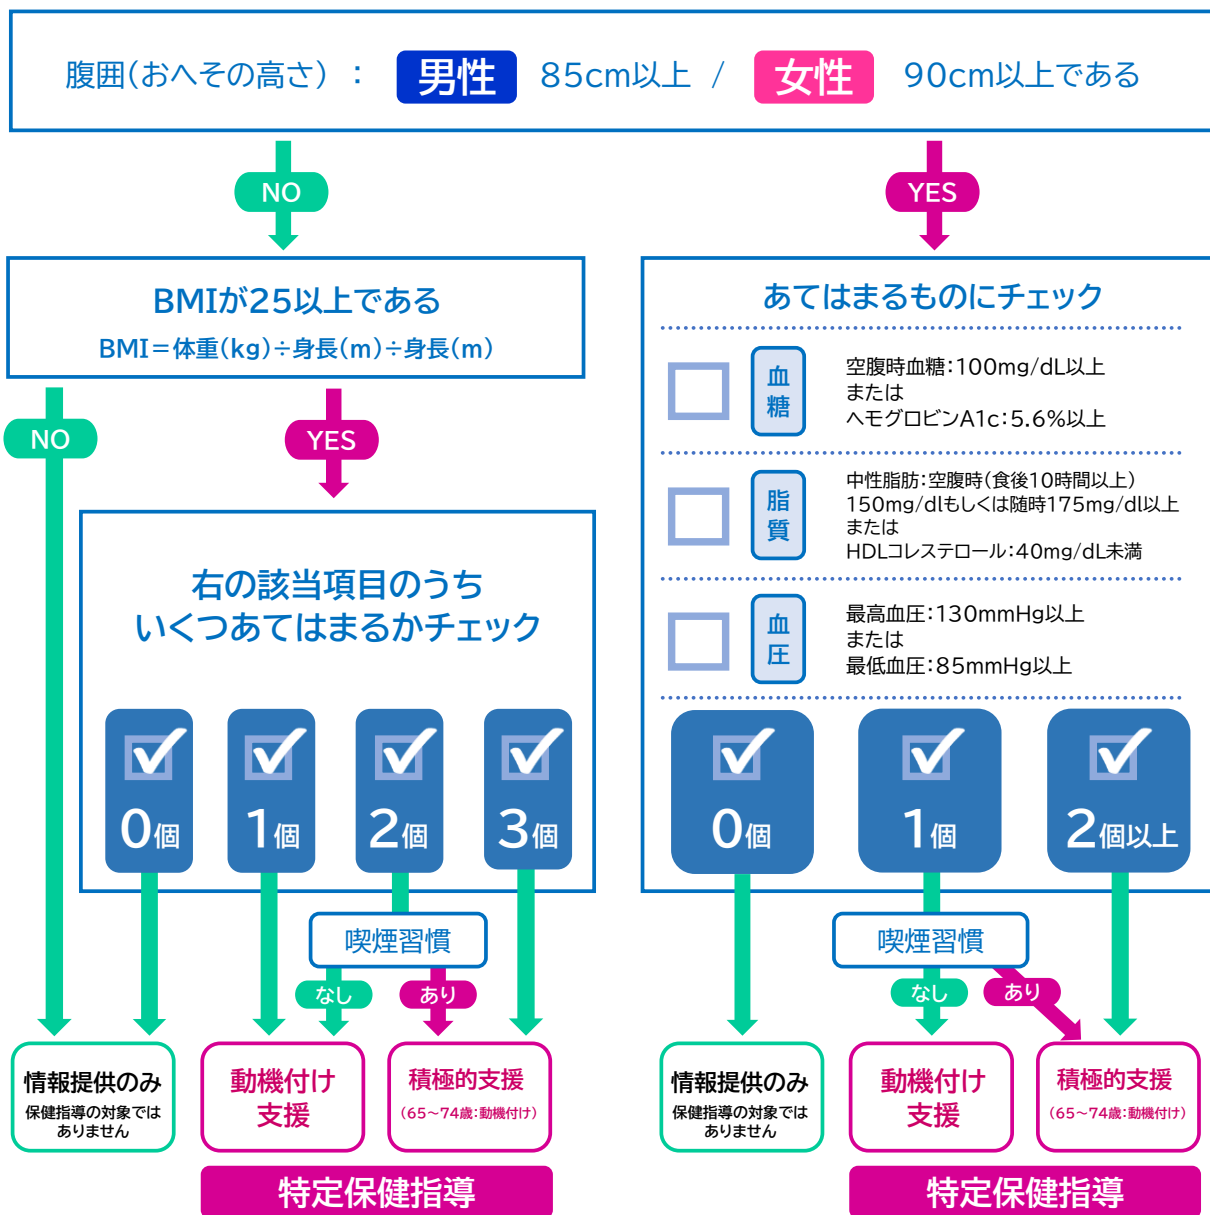 腹囲(おへその高さ) : 男性 85cm以上 / 女性 90cm以上である
NO
YES
BMIが25以上である
BMI=体重(kg)÷身長(m)÷身長(m)
NO
YES
右の該当項目のうち
いくつあてはまるかチェック
0個
1個
2個
3個
喫煙習慣
なし
あり
あてはまるものにチェック
血糖
空腹時血糖:100mg/dL以上
または
ヘモグロビンA1c:5.6%以上
脂質
中性脂肪:空腹時(食後10時間以上)
150mg/dlもしくは随時175mg/dl以上
または
HDLコレステロール:40mg/dL未満
血圧
最高血圧:130mmHg以上
または
最低血圧:85mmHg以上
0個
1個
2個以上
喫煙習慣
なし
あり
情報提供のみ
保健指導の対象では
ありません
動機付け
支援
積極的支援
(65~74歳:動機付け)
特定保健指導
情報提供のみ
保健指導の対象では
ありません
動機付け
支援
積極的支援
(65~74歳:動機付け)
特定保健指導